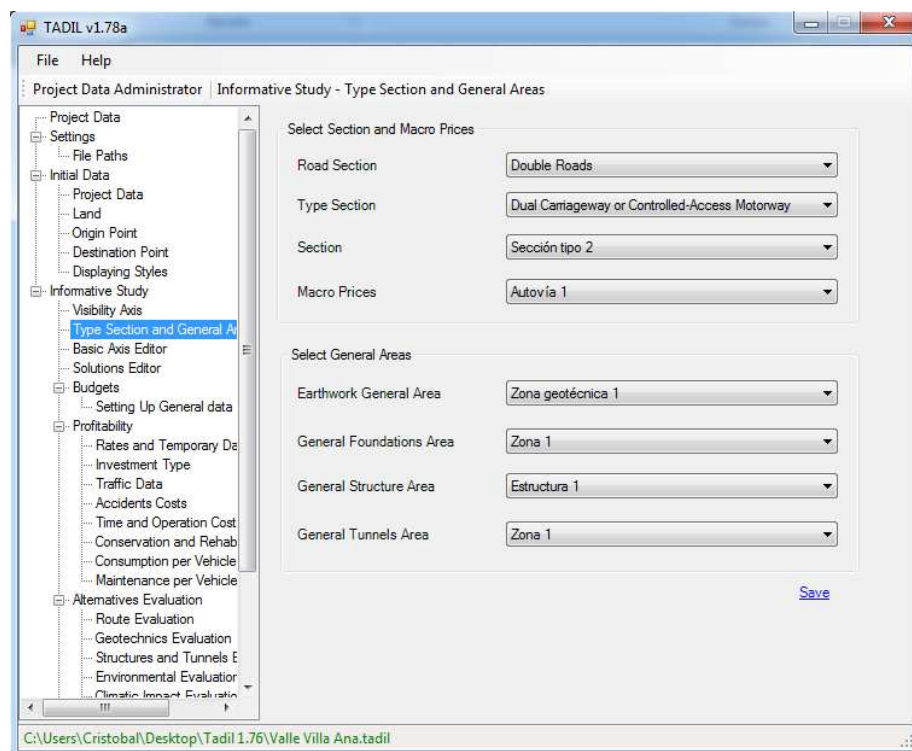 TADIL v1.78a
File Help
Project Data Administrator Informative Study - Type Section and General Areas
Project Data
Settings
File Paths
Initial Data
Project Data
Land
Origin Point
Destination Point
Displaying Styles
Informative Study
Visibility Axis
Type Section and General Ar
Basic Axis Editor
Solutions Editor
Budgets
Setting Up General data
Profitability
Rates and Temporary Da
Investment Type
Traffic Data
Accidents Costs
Time and Operation Cost
Conservation and Rehab
Consumption per Vehicle
Maintenance per Vehicle
Alternatives Evaluation
Route Evaluation
Geotechnics Evaluation
Structures and Tunnels E
Environmental Evaluation
Climatic Impact Evaluatio
Select Section and Macro Prices
Road Section Double Roads
Type Section Dual Carriageway or Controlled-Access Motorway
Section Sección tipo 2
Macro Prices Autovía 1
Select General Areas
Earthwork General Area Zona geotécnica 1
General Foundations Area Zona 1
General Structure Area Estructura 1
General Tunnels Area Zona 1
Save
C:\Users\Cristobal\Desktop\Tadil 1.76\Valle Villa Ana.tadil